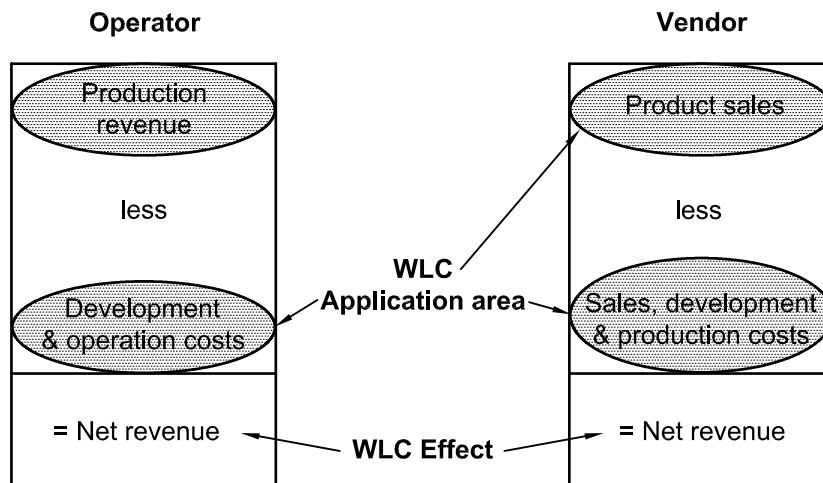 Operator
Vendor
Production
revenue
Product sales
less
less
WLC
Application area
Development
& operation costs
Sales, development
& production costs
= Net revenue
WLC Effect
= Net revenue